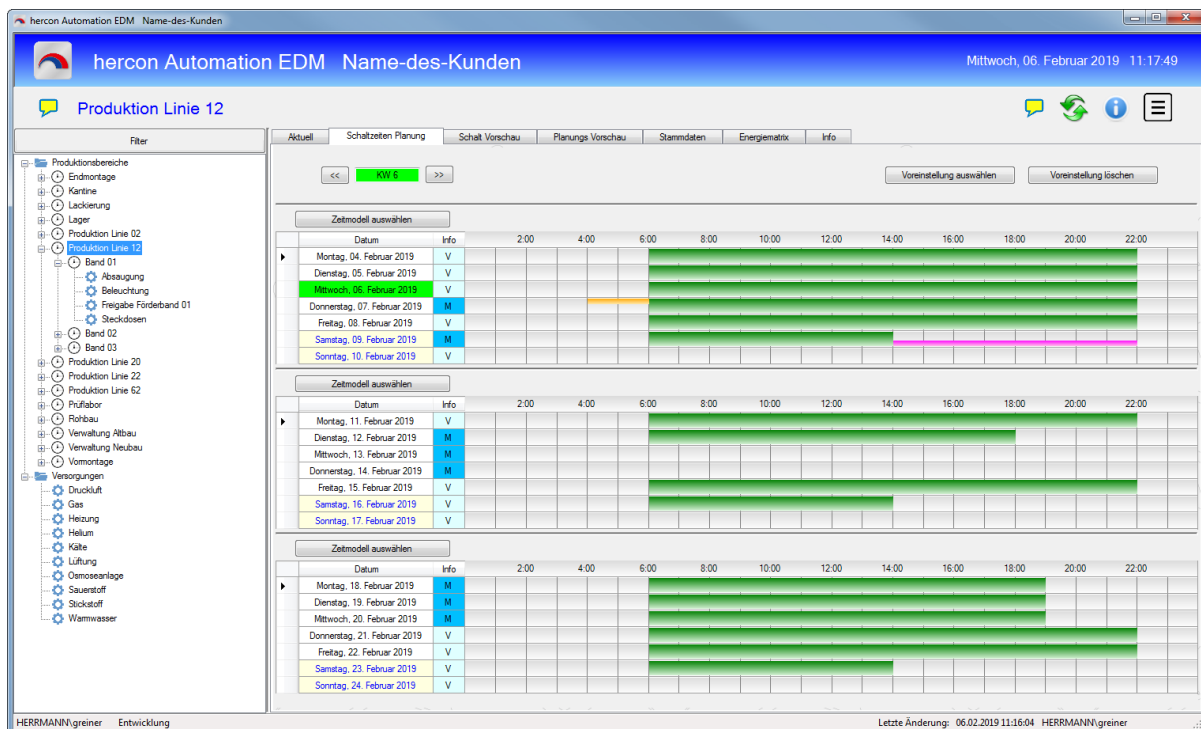 hercon Automation EDM Name-des-Kunden
hercon Automation EDM Name-des-Kunden
Mittwoch, 06. Februar 2019 11:17:49
Produktion Linie 12
Filter
Produktionsbereiche
Endmontage
Kantine
Lackierung
Lager
Produktion Linie 02
Produktion Linie 12
Band 01
Absaugung
Beleuchtung
Freigabe Förderband 01
Steckdosen
Band 02
Band 03
Produktion Linie 20
Produktion Linie 22
Produktion Linie 62
Prüflabor
Rohbau
Verwaltung Altbau
Verwaltung Neubau
Vormontage
Versorgungen
Druckluft
Gas
Heizung
Helium
Kälte
Lüftung
Osmoseanlage
Sauerstoff
Stickstoff
Warmwasser
Aktuell Schaltzeiten Planung Schalt Vorschau Planungs Vorschau Stammdaten Energiematrix Info
<< KW 6 >> Voreinstellung auswählen Voreinstellung löschen
Zeitmodell auswählen
Datum Info 2:00 4:00 6:00 8:00 10:00 12:00 14:00 16:00 18:00 20:00 22:00
Montag, 04. Februar 2019 V
Dienstag, 05. Februar 2019 V
Mittwoch, 06. Februar 2019 V
Donnerstag, 07. Februar 2019 M
Freitag, 08. Februar 2019 V
Samstag, 09. Februar 2019 M
Sonntag, 10. Februar 2019 V
Zeitmodell auswählen
Datum Info 2:00 4:00 6:00 8:00 10:00 12:00 14:00 16:00 18:00 20:00 22:00
Montag, 11. Februar 2019 V
Dienstag, 12. Februar 2019 M
Mittwoch, 13. Februar 2019 M
Donnerstag, 14. Februar 2019 M
Freitag, 15. Februar 2019 V
Samstag, 16. Februar 2019 V
Sonntag, 17. Februar 2019 V
Zeitmodell auswählen
Datum Info 2:00 4:00 6:00 8:00 10:00 12:00 14:00 16:00 18:00 20:00 22:00
Montag, 18. Februar 2019 M
Dienstag, 19. Februar 2019 M
Mittwoch, 20. Februar 2019 M
Donnerstag, 21. Februar 2019 V
Freitag, 22. Februar 2019 V
Samstag, 23. Februar 2019 V
Sonntag, 24. Februar 2019 V
HERRMANN\greiner Entwicklung
Letzte Änderung: 06.02.2019 11:16:04 HERRMANN\greiner